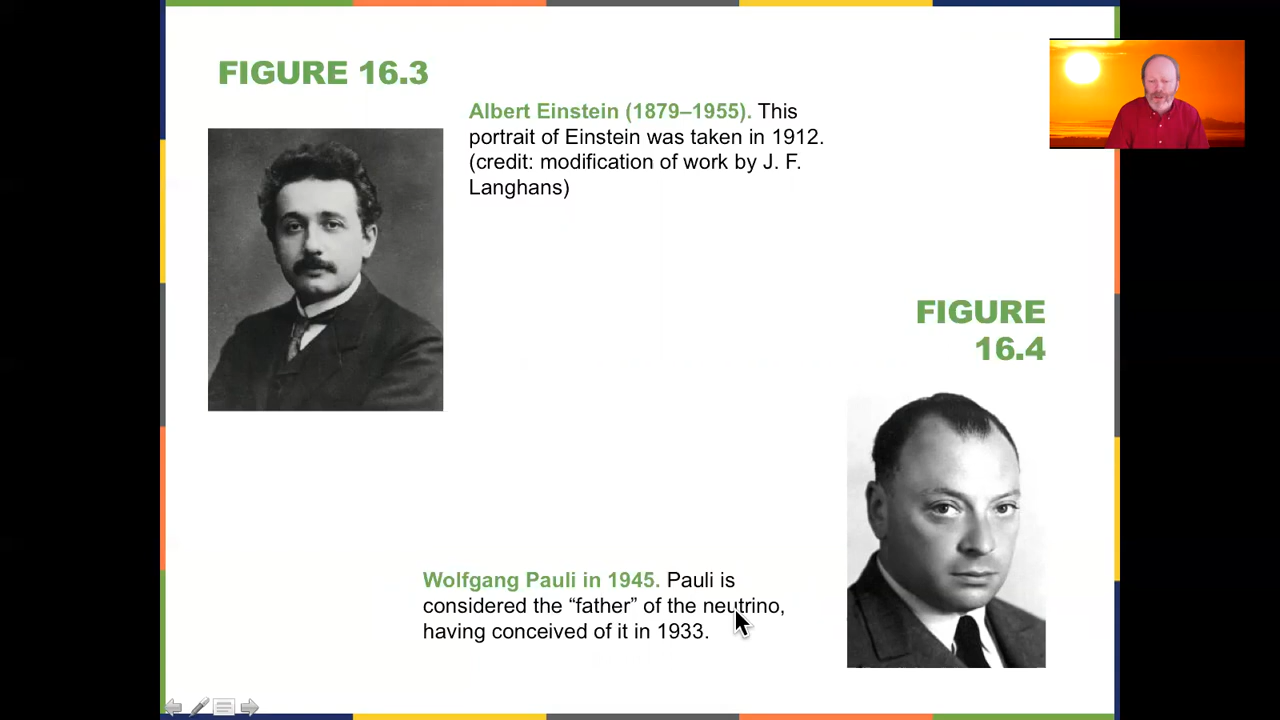 FIGURE 16.3
Albert Einstein (1879–1955). This
portrait of Einstein was taken in 1912.
(credit: modification of work by J. F.
Langhans)
FIGURE
16.4
Wolfgang Pauli in 1945. Pauli is
considered the “father” of the neutrino,
having conceived of it in 1933.